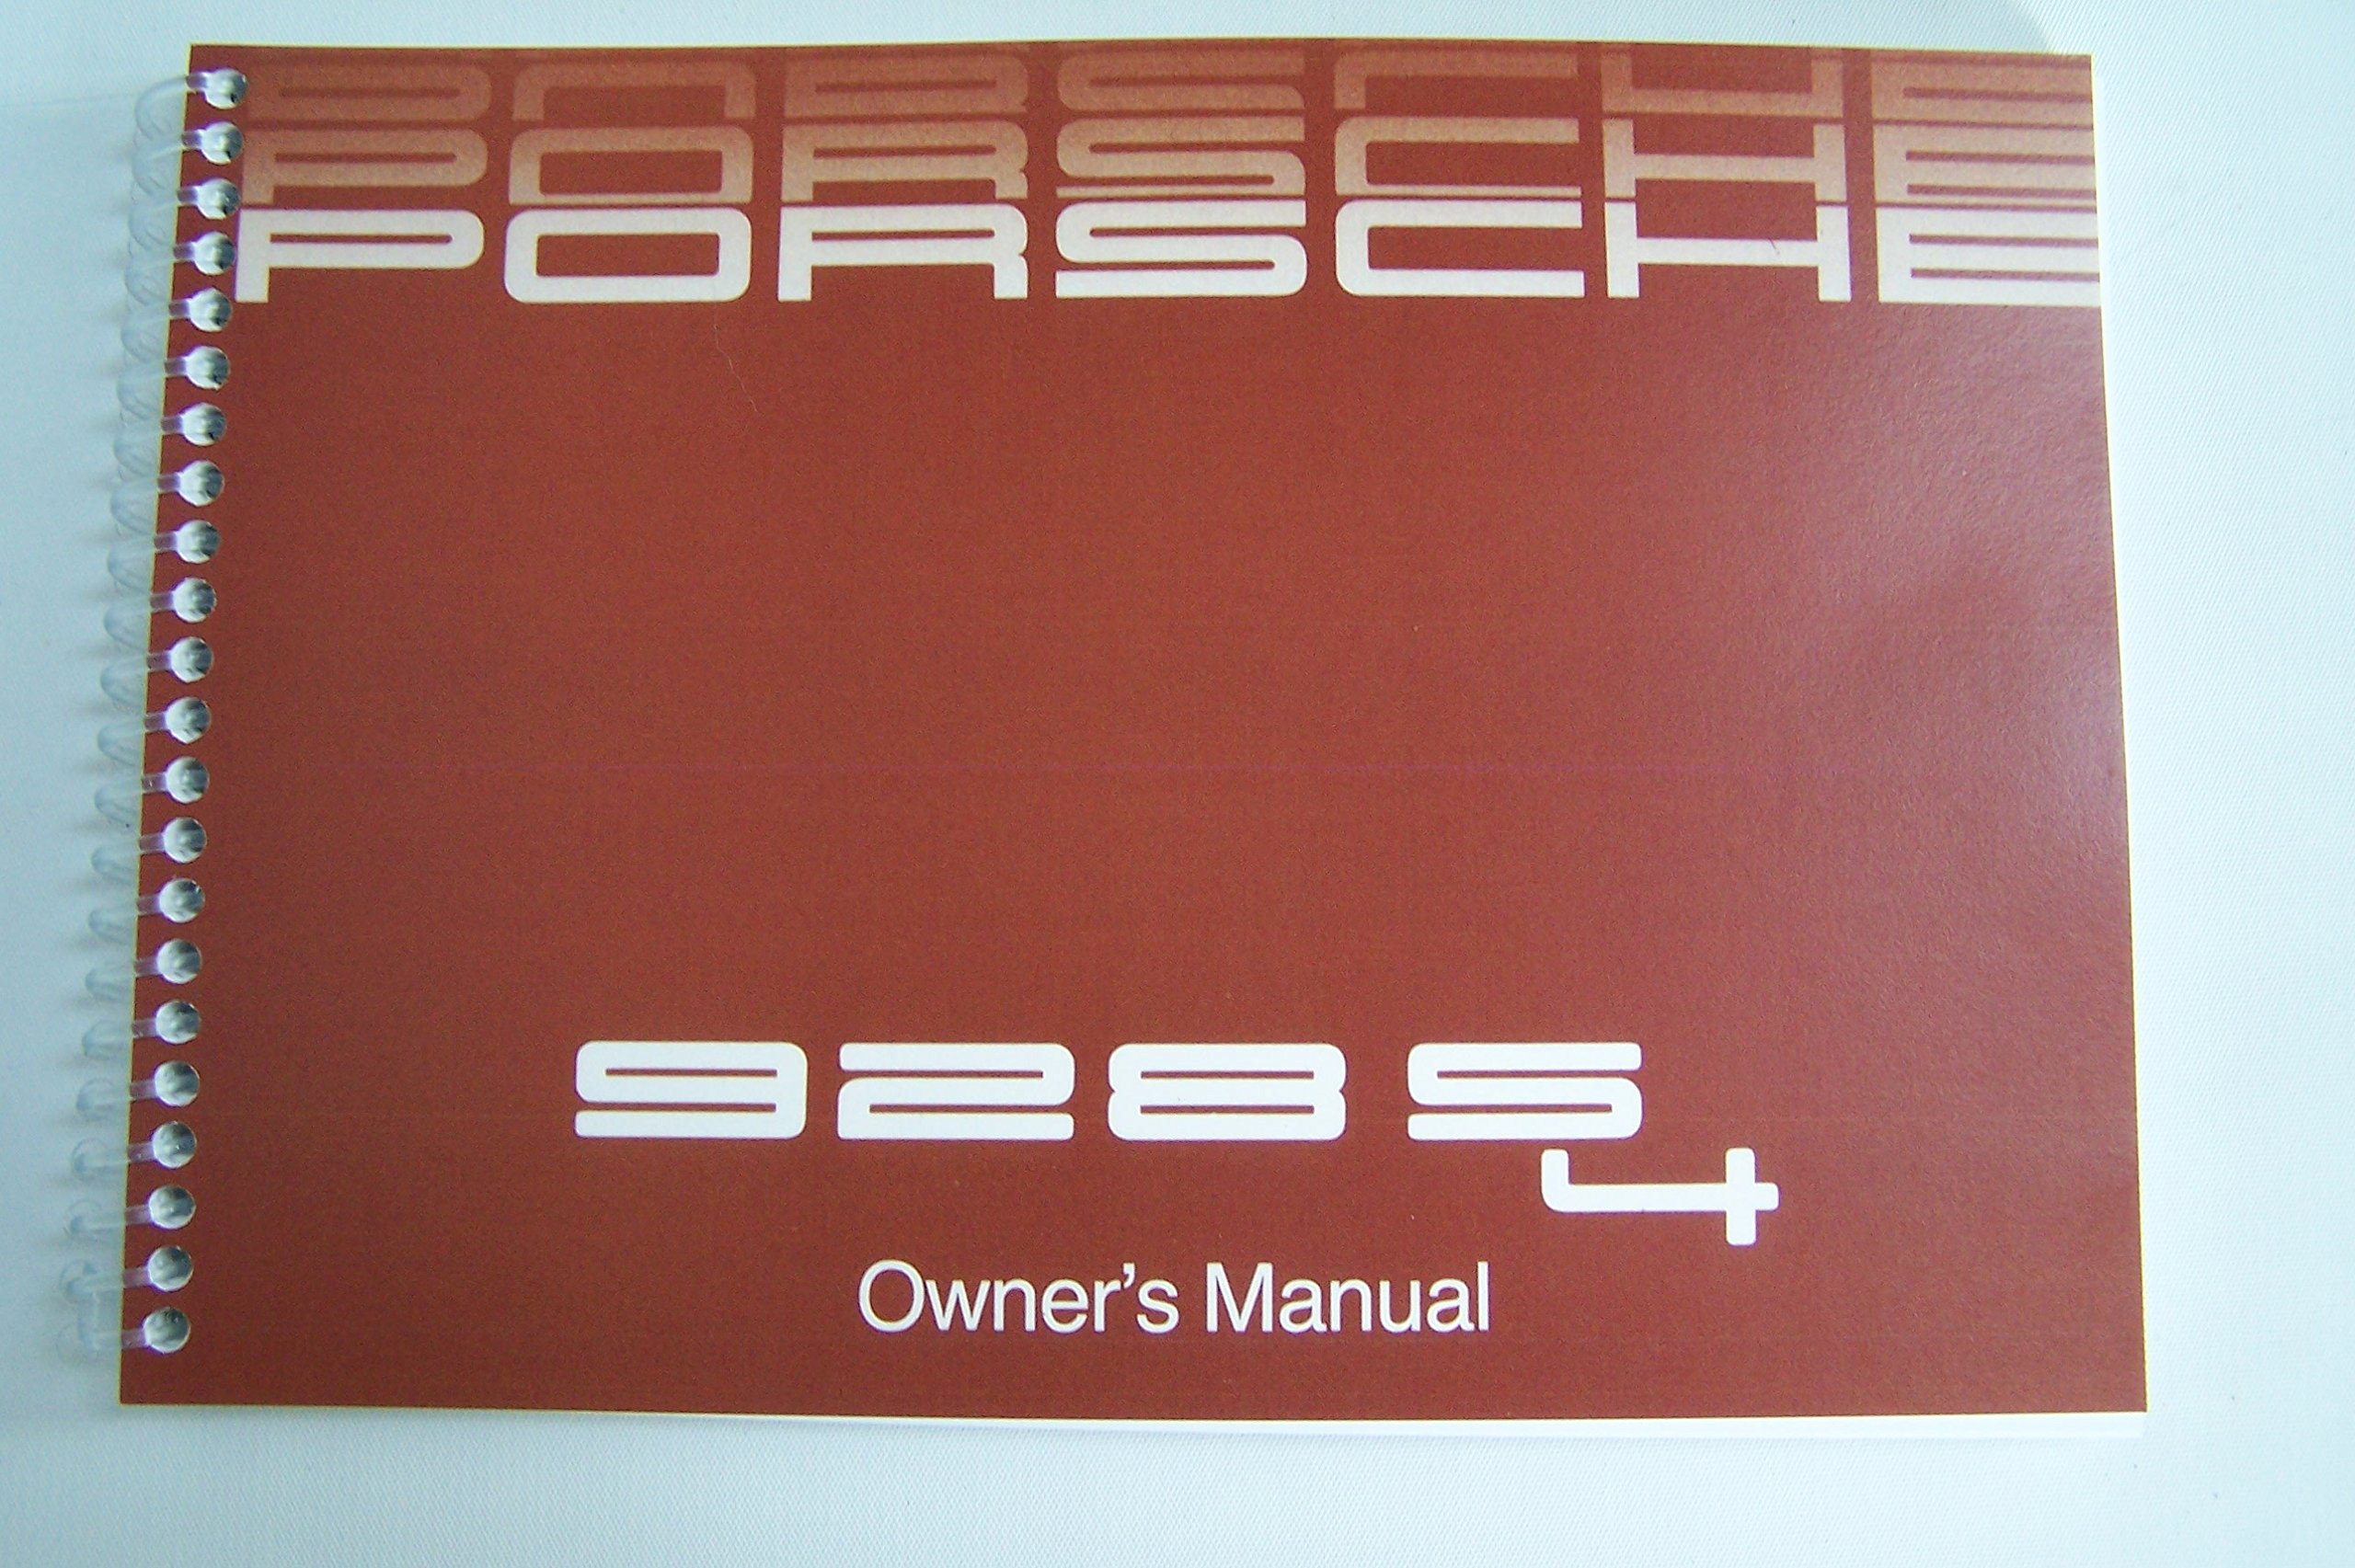 PORSCHE
PORSCHE
PORSCHE
928 S
4
Owner's Manual